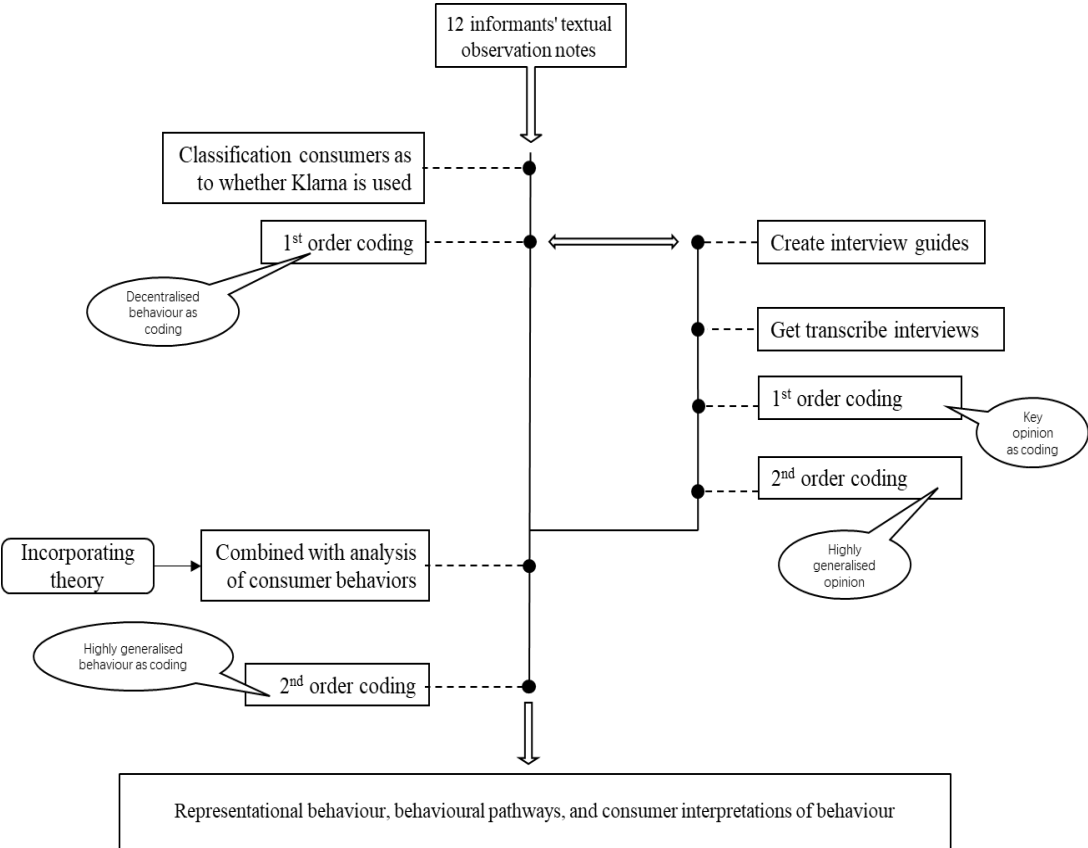 12 informants' textual
observation notes
Classification consumers as
to whether Klarna is used
1st order coding
Create interview guides
Decentralised
behaviour as
coding
Get transcribe interviews
1st order coding
Key
opinion
as coding
2nd order coding
Highly
generalised
opinion
Incorporating
theory
Combined with analysis
of consumer behaviors
Highly generalised
behaviour as coding
2nd order coding
Representational behaviour, behavioural pathways, and consumer interpretations of behaviour